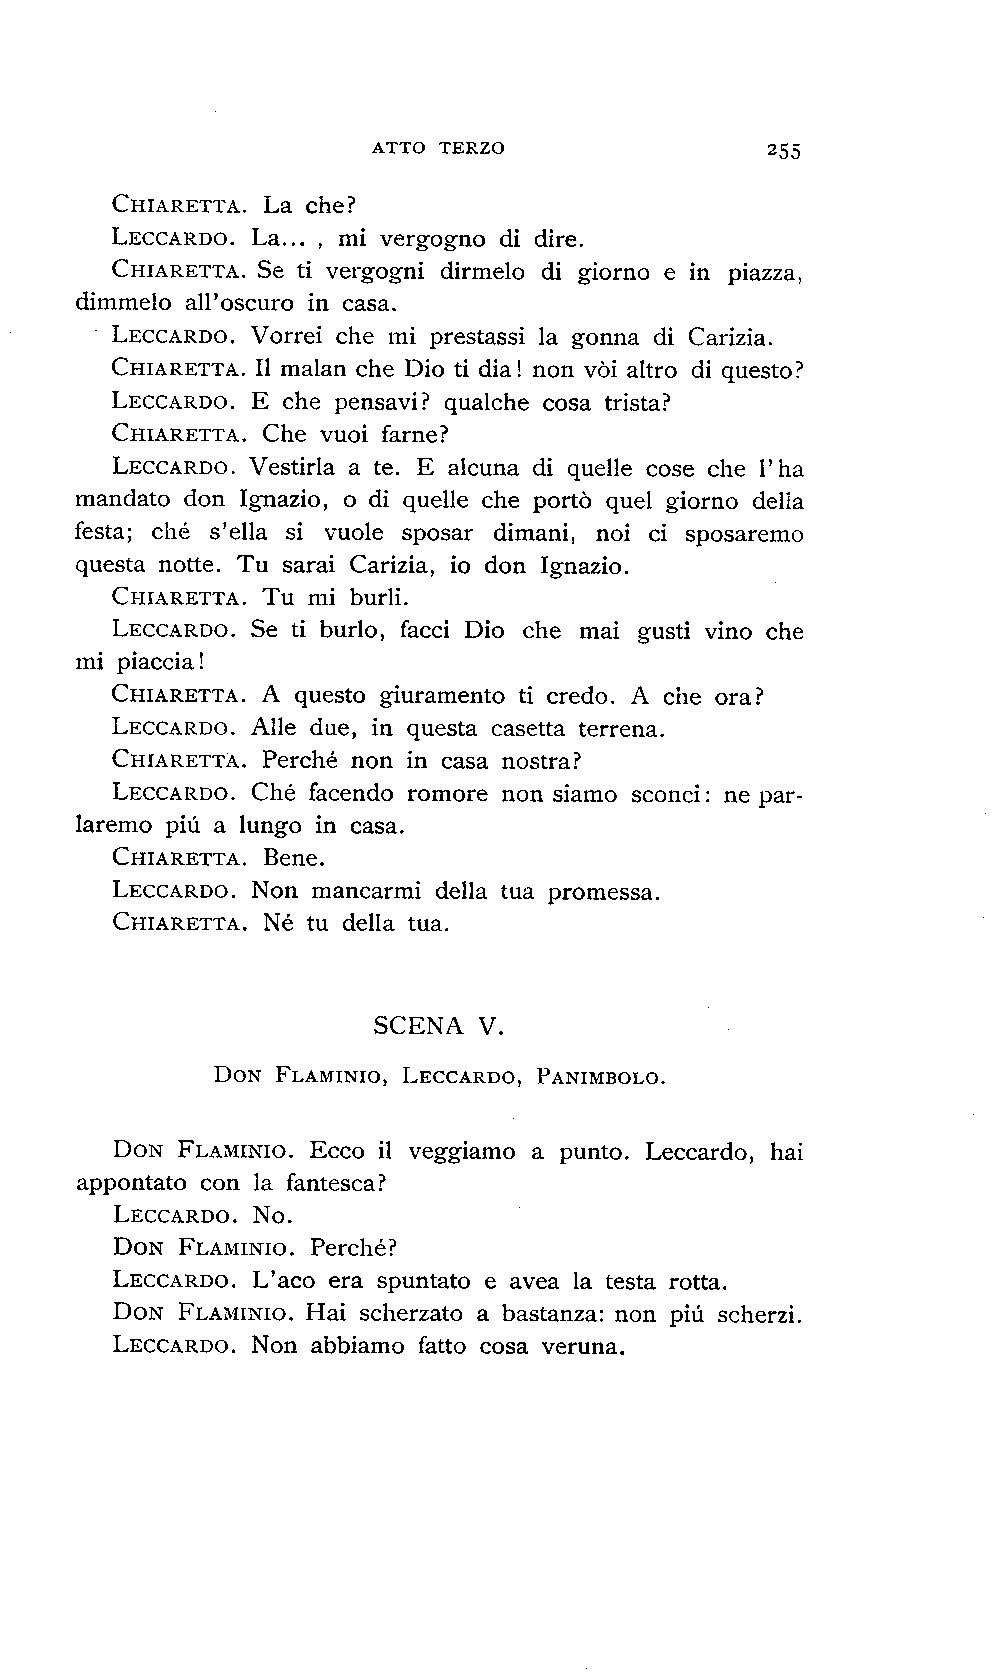 ATTO TERZO 255
CHIARETTA. La che?
LECCARDO. La... , mi vergogno di dire.
CHIARETTA. Se ti vergogni dirmelo di giorno e in piazza,
dimmelo all'oscuro in casa.
LECCARDO. Vorrei che mi prestassi la gonna di Carizia.
CHIARETTA. Il malan che Dio ti dia! non vòi altro di questo?
LECCARDO. E che pensavi? qualche cosa trista?
CHIARETTA. Che vuoi farne?
LECCARDO. Vestirla a te. E alcuna di quelle cose che l'ha
mandato don Ignazio, o di quelle che portò quel giorno della
festa; ché s'ella si vuole sposar dimani, noi ci sposaremo
questa notte. Tu sarai Carizia, io don Ignazio.
CHIARETTA. Tu mi burli.
LECCARDO. Se ti burlo, facci Dio che mai gusti vino che
mi piaccia!
CHIARETTA. A questo giuramento ti credo. A che ora?
LECCARDO. Alle due, in questa casetta terrena.
CHIARETTA. Perché non in casa nostra?
LECCARDO. Ché facendo romore non siamo sconci: ne par-
laremo piú a lungo in casa.
CHIARETTA. Bene.
LECCARDO. Non mancarmi della tua promessa.
CHIARETTA. Né tu della tua.
SCENA V.
DON FLAMINIO, LECCARDO, PANIMBOLO.
DON FLAMINIO. Ecco il veggiamo a punto. Leccardo, hai
appontato con la fantesca?
LECCARDO. No.
DON FLAMINIO. Perché?
LECCARDO. L'aco era spuntato e avea la testa rotta.
DON FLAMINIO. Hai scherzato a bastanza: non piú scherzi.
LECCARDO. Non abbiamo fatto cosa veruna.